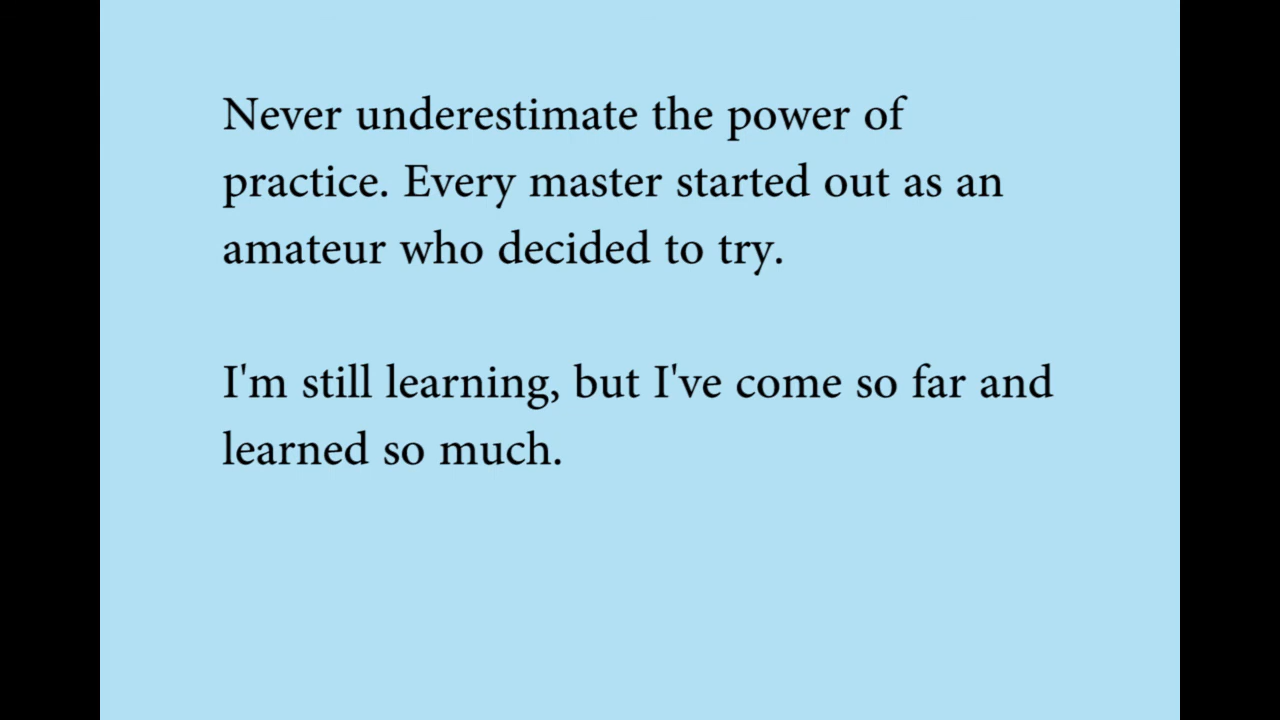 Never underestimate the power of
practice. Every master started out as an
amateur who decided to try.
I'm still learning, but I've come so far and
learned so much.